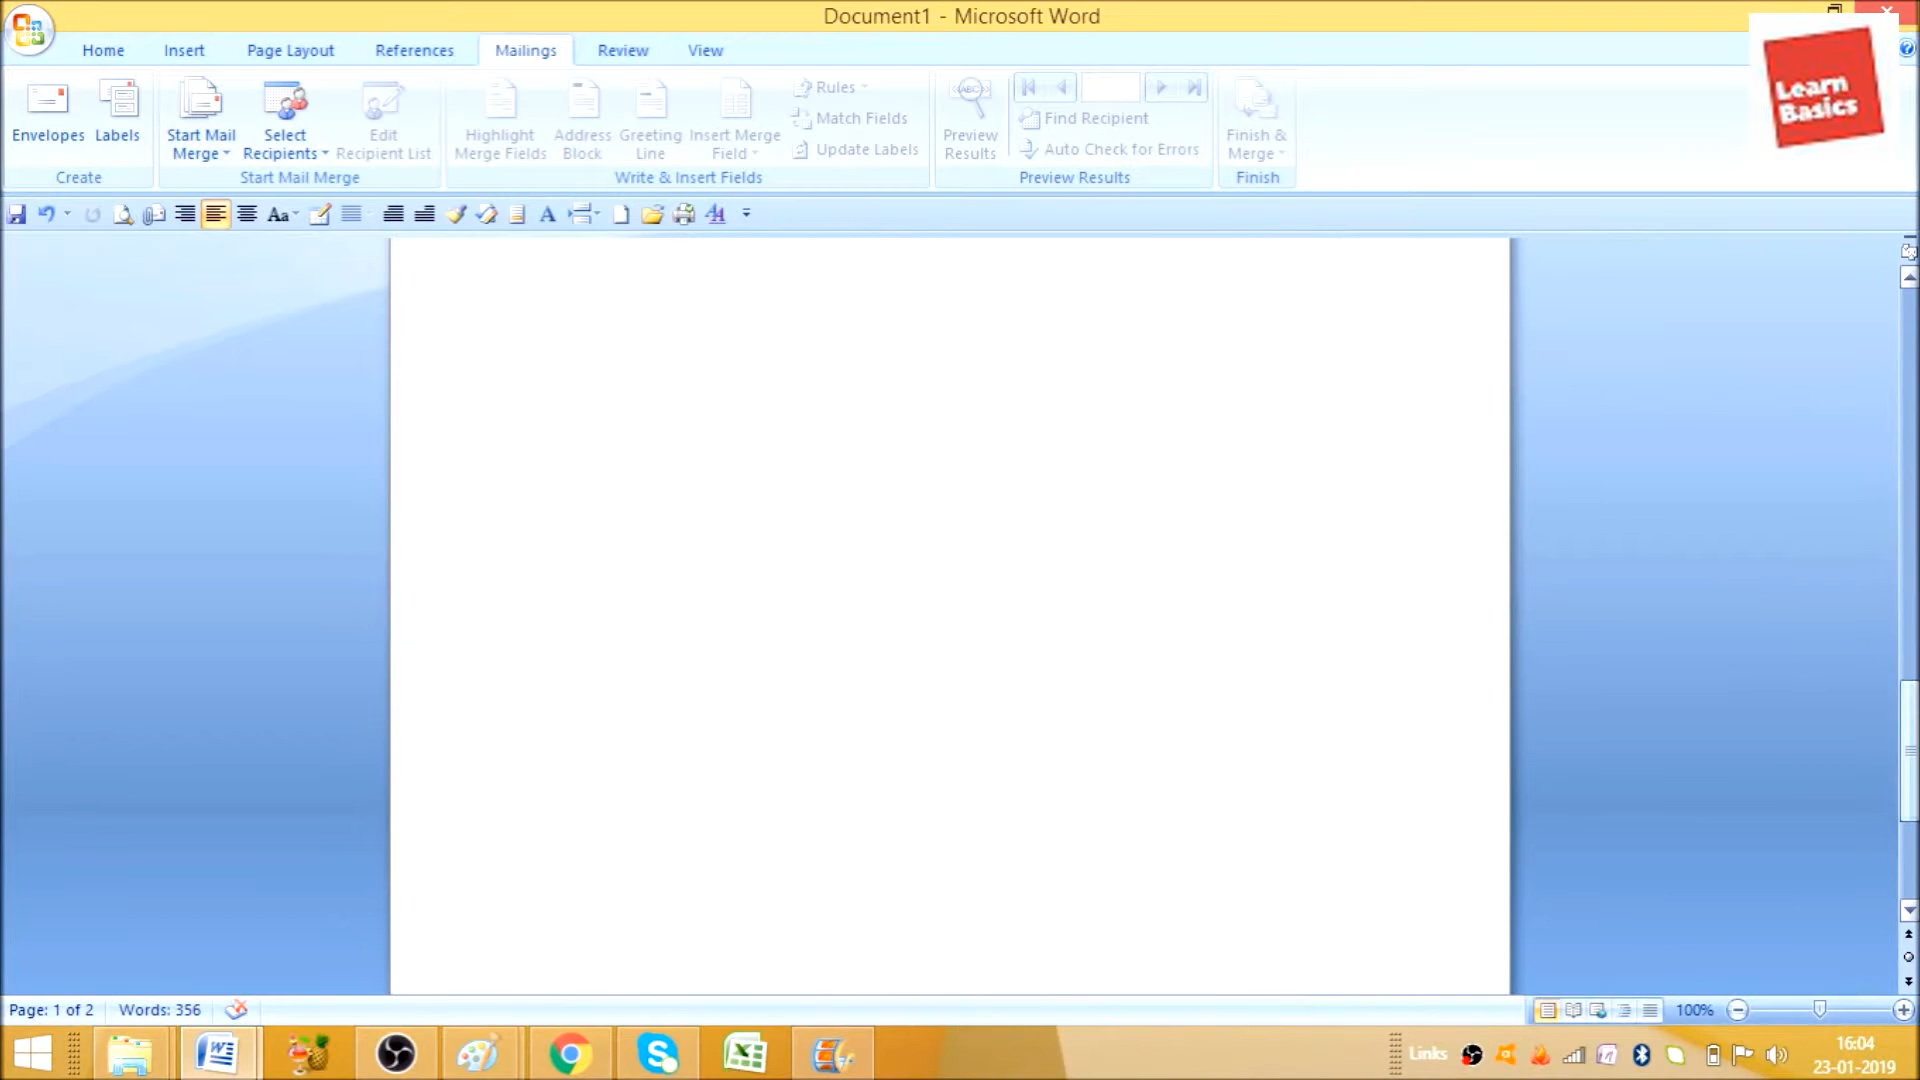 Document1 - Microsoft Word
Home Insert Page Layout References Mailings Review View
Learn
Basics
Envelopes
Labels
Start Mail
Merge
Select
Recipients
Edit
Recipient List
Highlight
Merge Fields
Address
Block
Greeting
Line
Insert Merge
Field
Rules
Match Fields
Update Labels
ABC
Preview
Results
Find Recipient
Auto Check for Errors
Finish &
Merge
Create
Start Mail Merge
Write & Insert Fields
Preview Results
Finish
Aa
A
Page: 1 of 2
Words: 356
100%
Links
16:04
23-01-2019